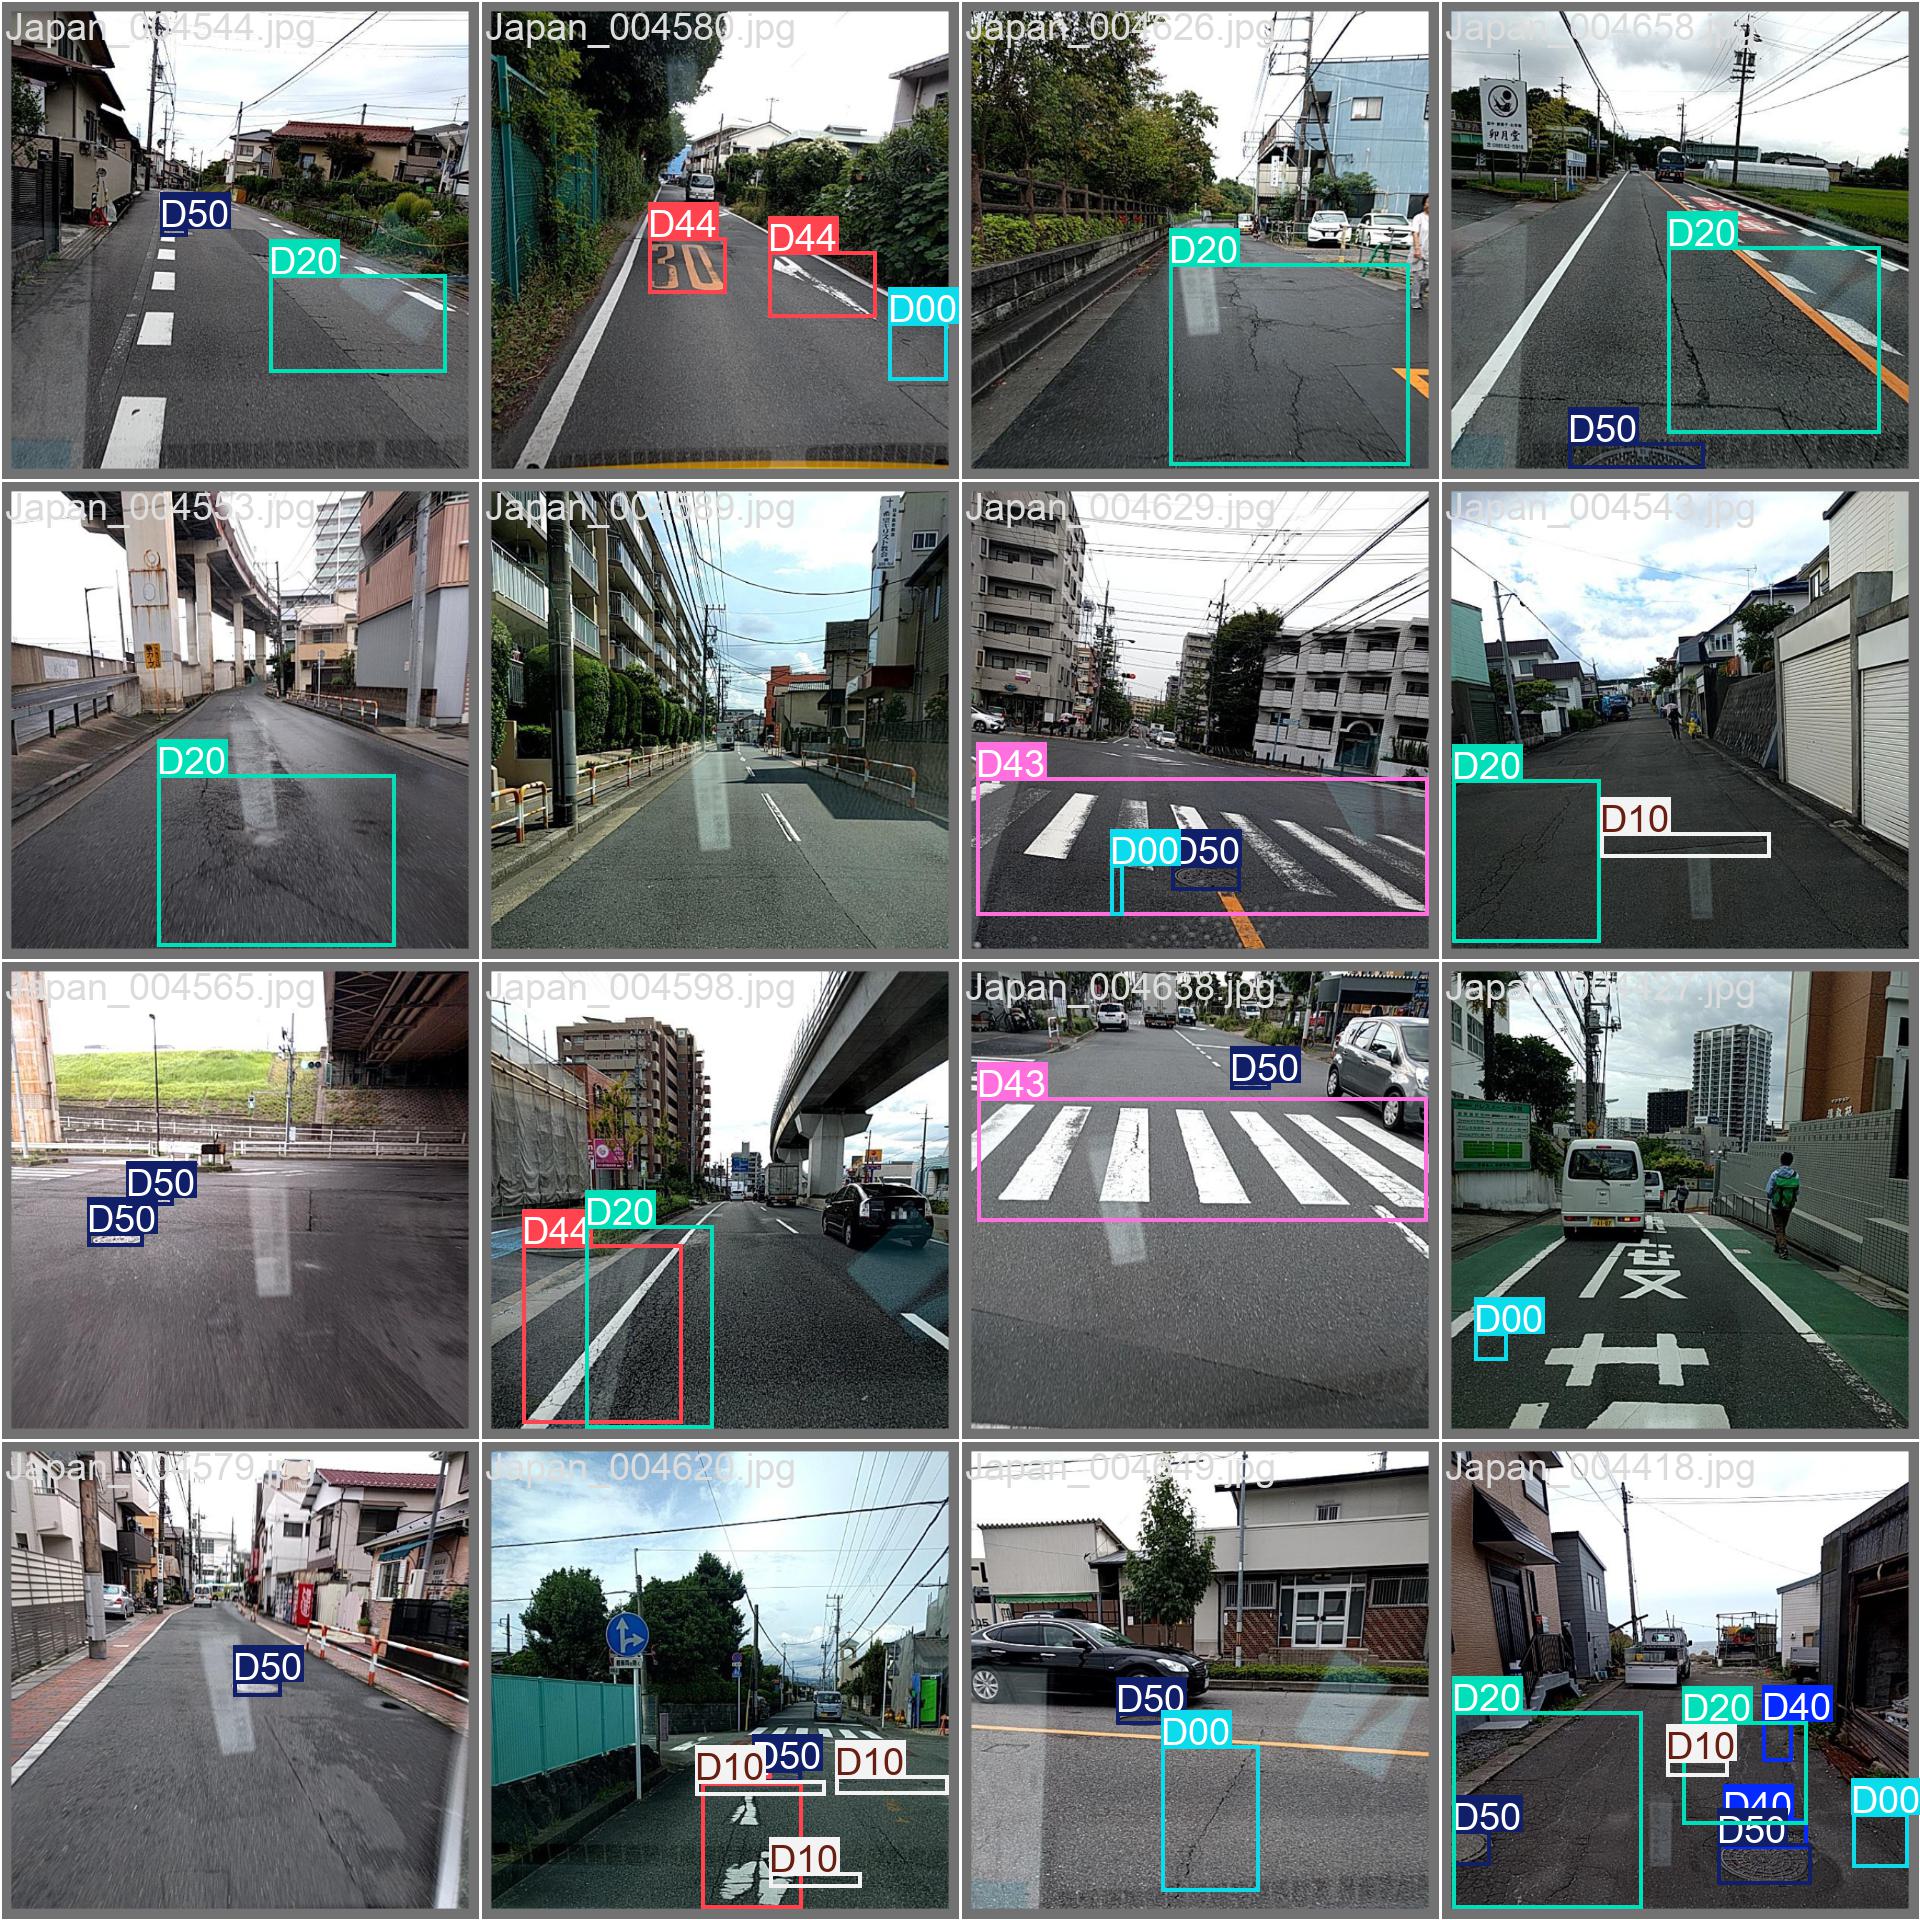 Japan_004544.jpg
D50
D20
Japan_004580.jpg
D44
D44
D00
30
Japan_004626.jpg
D20
Japan_004658.jpg
卯月堂
D20
D50
Japan_004553.jpg
D20
Japan_004589.jpg
Japan_004629.jpg
D43
D00
D50
Japan_004543.jpg
D20
D10
Japan_004565.jpg
D50
D50
Japan_004598.jpg
D44
D20
Japan_004638.jpg
D50
D43
Japan_004427.jpg
度
D00
Japan_004579.jpg
D50
Japan_004620.jpg
D10
D50
D10
D10
Japan_004649.jpg
D50
D00
Japan_004418.jpg
D20
D20
D40
D10
D50
D40
D50
D00